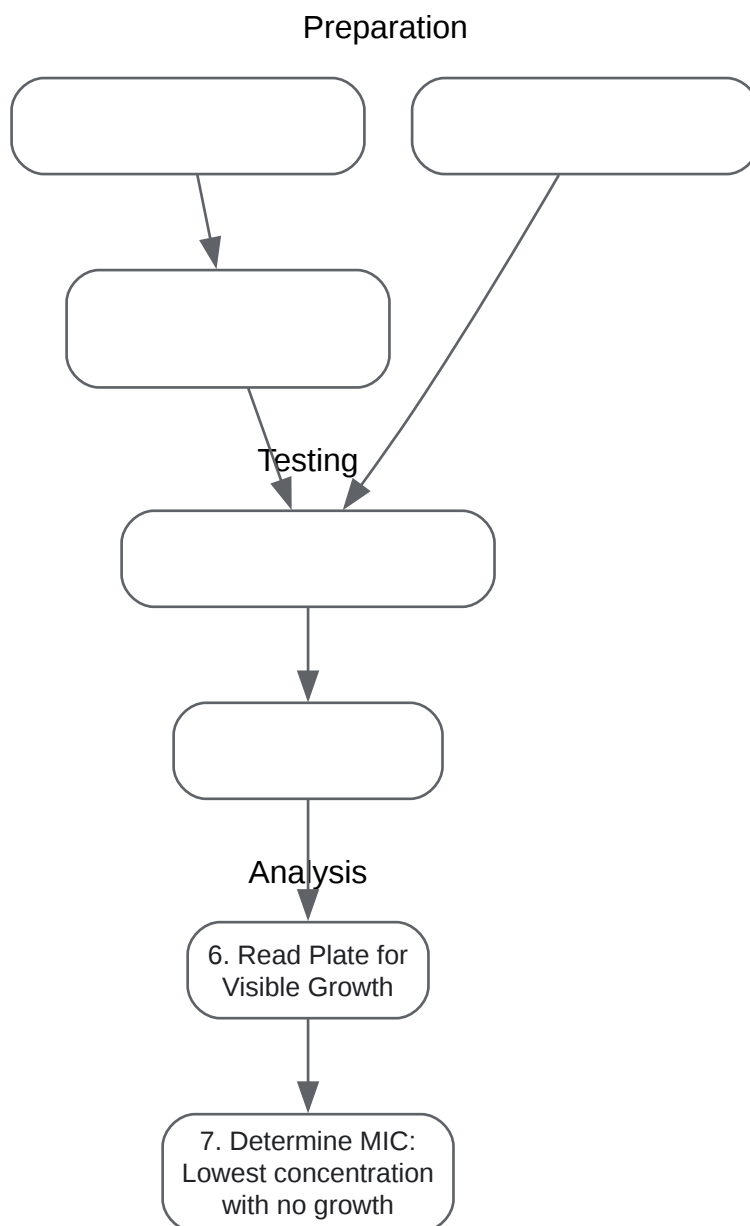 Preparation
Testing
Analysis
6. Read Plate for
Visible Growth
7. Determine MIC:
Lowest concentration
with no growth